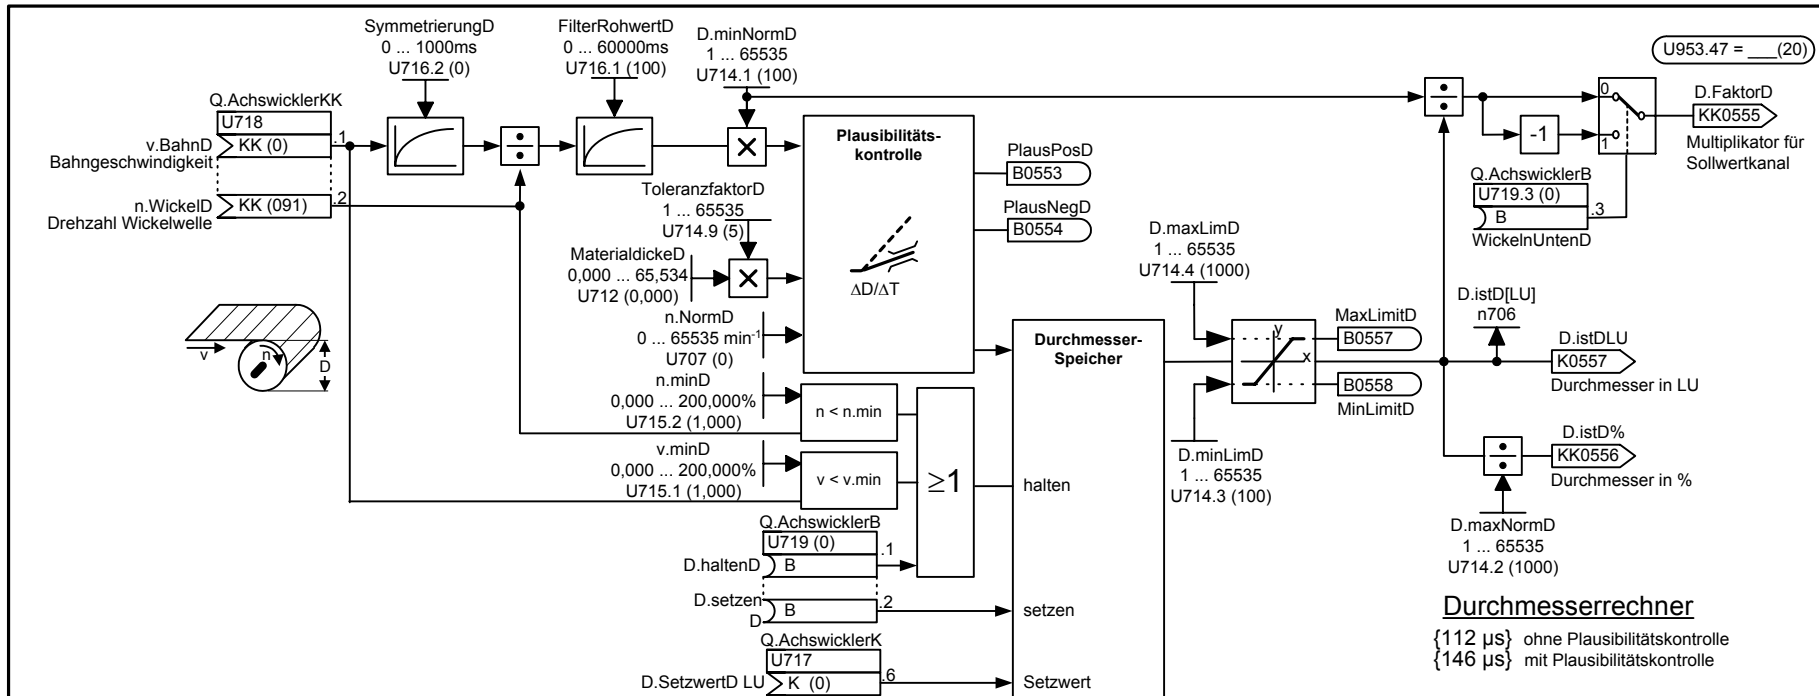 SymmetrierungD
0 ... 1000ms
U716.2 (0)
FilterRohwertD
0 ... 60000ms
U716.1 (100)
D.minNormD
1 ... 65535
U714.1 (100)
U953.47 = ___(20)
Q.AchswicklerKK
U718
.1
v.BahnD
KK (0)
Bahngeschwindigkeit
n.WickelD
KK (091)
.2
Drehzahl Wickelwelle
Plausibilitäts-
kontrolle
ΔD/ΔT
PlausPosD
B0553
PlausNegD
B0554
ToleranzfaktorD
1 ... 65535
U714.9 (5)
MaterialdickeD
0,000 ... 65,534
U712 (0,000)
n.NormD
0 ... 65535 min-1
U707 (0)
n.minD
0,000 ... 200,000%
U715.2 (1,000)
n < n.min
v.minD
0,000 ... 200,000%
U715.1 (1,000)
v < v.min
≥1
v
n
D
Q.AchswicklerB
U719 (0)
.1
D.haltenD
B
D.setzen
D
B
.2
Q.AchswicklerK
U717
D.SetzwertD LU
K (0)
.6
Durchmesser-
Speicher
halten
setzen
Setzwert
D.maxLimD
1 ... 65535
U714.4 (1000)
y
x
D.minLimD
1 ... 65535
U714.3 (100)
MaxLimitD
B0557
B0558
MinLimitD
0
-1
1
D.FaktorD
KK0555
Multiplikator für
Sollwertkanal
Q.AchswicklerB
U719.3 (0)
B
.3
WickelnUntenD
D.istD[LU]
n706
D.istDLU
K0557
Durchmesser in LU
D.istD%
KK0556
Durchmesser in %
D.maxNormD
1 ... 65535
U714.2 (1000)
Durchmesserrechner
{112 µs} ohne Plausibilitätskontrolle
{146 µs} mit Plausibilitätskontrolle